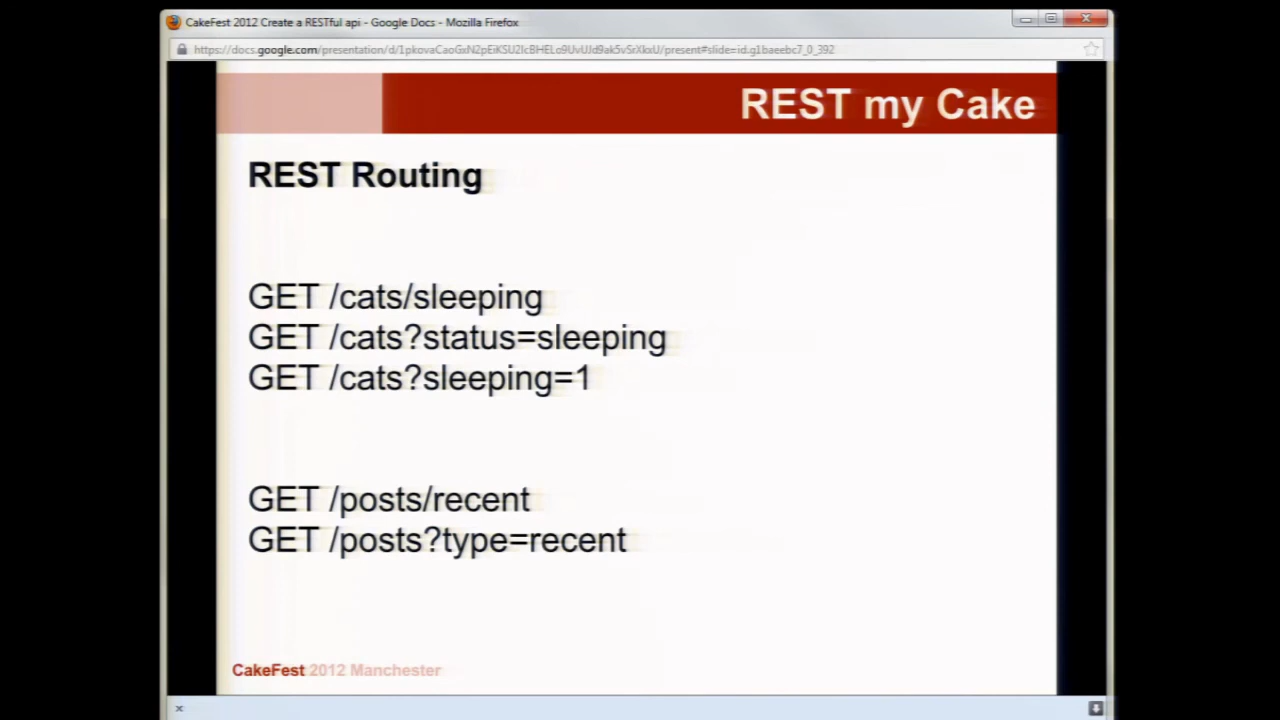 CakeFest 2012 Create a RESTful api - Google Docs - Mozilla Firefox
REST my Cake
REST Routing
GET /cats/sleeping
GET /cats?status=sleeping
GET /cats?sleeping=1
GET /posts/recent
GET /posts?type=recent
CakeFest 2012 Manchester